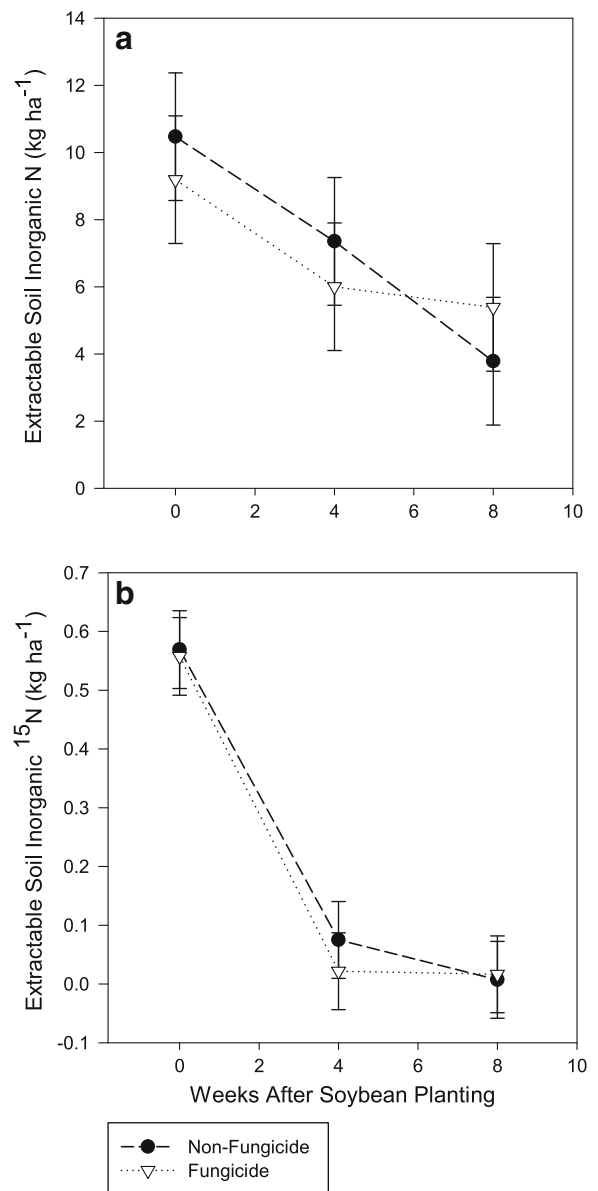 a
Extractable Soil Inorganic N (kg ha⁻¹)
14
12
10
8
6
4
2
0
0 2 4 6 8 10
b
Extractable Soil Inorganic ¹⁵N (kg ha⁻¹)
0.7
0.6
0.5
0.4
0.3
0.2
0.1
0.0
-0.1
0 2 4 6 8 10
Weeks After Soybean Planting
Non-Fungicide
Fungicide